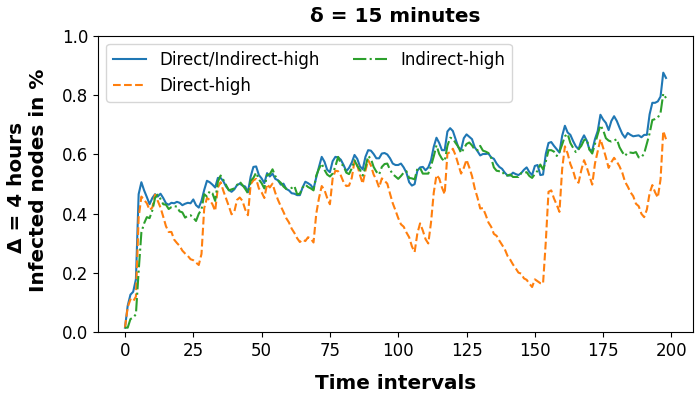 δ = 15 minutes
Δ = 4 hours
Infected nodes in %
1.0
0.8
0.6
0.4
0.2
0.0
Direct/Indirect-high
Direct-high
Indirect-high
0 25 50 75 100 125 150 175 200
Time intervals